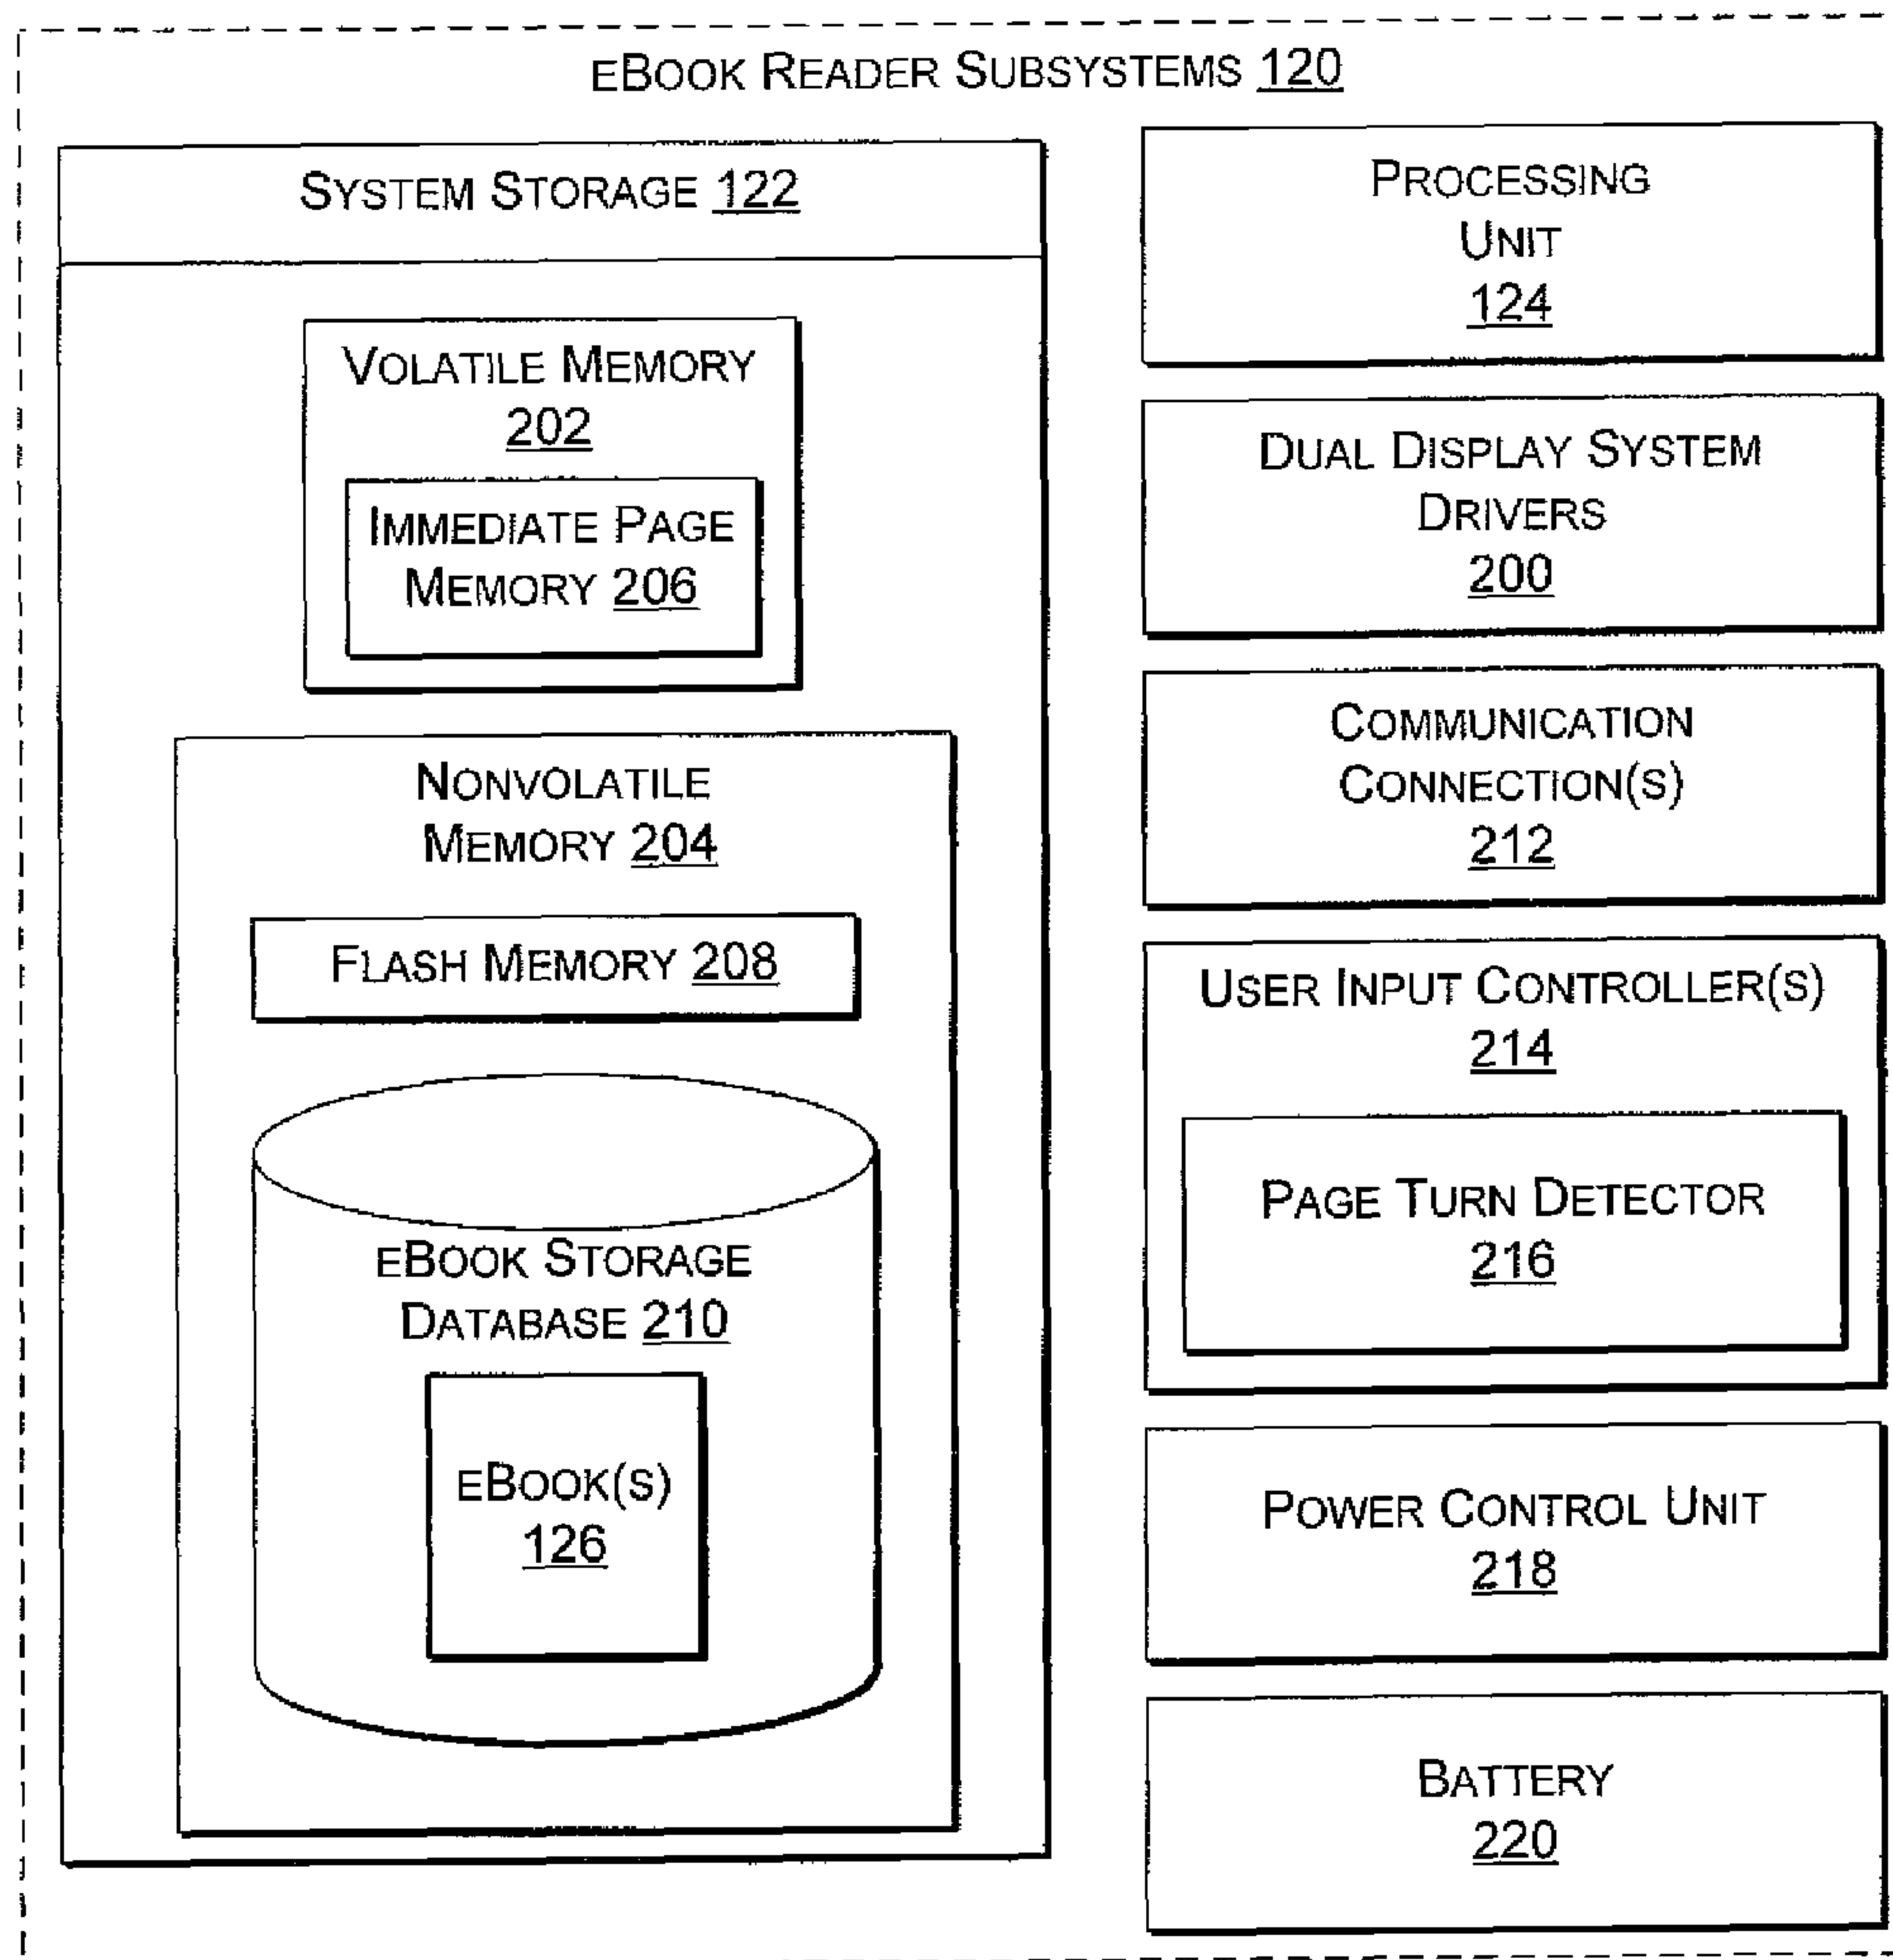 EBOOK READER SUBSYSTEMS 120
SYSTEM STORAGE 122
VOLATILE MEMORY
202
IMMEDIATE PAGE
MEMORY 206
NONVOLATILE
MEMORY 204
FLASH MEMORY 208
EBOOK STORAGE
DATABASE 210
EBOOK(S)
126
PROCESSING
UNIT
124
DUAL DISPLAY SYSTEM
DRIVERS
200
COMMUNICATION
CONNECTION(S)
212
USER INPUT CONTROLLER(S)
214
PAGE TURN DETECTOR
216
POWER CONTROL UNIT
218
BATTERY
220